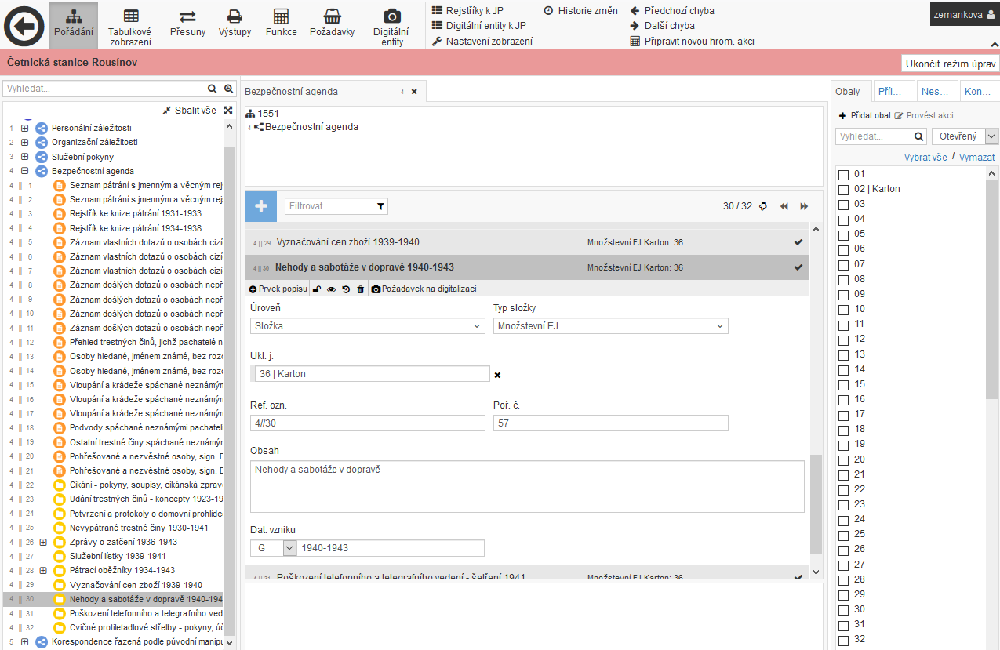 Pořádání
Tabulkové zobrazení
Přesuny
Výstupy
Funkce
Požadavky
Digitální entity
Rejstříky k JP
Historie změn
Digitální entity k JP
Nastavení zobrazení
Předchozí chyba
Další chyba
Připravit novou hrom. akci
zemankova
Četnická stanice Rousínov
Ukončit režim úprav
Vyhledat...
Sbalit vše
1 Personální záležitosti
2 Organizační záležitosti
3 Služební pokyny
4 Bezpečnostní agenda
4 1 Seznam pátrání s jmenným a věcným rej
4 2 Seznam pátrání s jmenným a věcným rej
4 3 Rejstřík ke knize pátrání 1931-1933
4 4 Rejstřík ke knize pátrání 1934-1938
4 5 Záznam vlastních dotazů o osobách cizí
4 6 Záznam vlastních dotazů o osobách cizí
4 7 Záznam vlastních dotazů o osobách cizí
4 8 Záznam došlých dotazů o osobách nepř
4 9 Záznam došlých dotazů o osobách nepř
4 10 Záznam došlých dotazů o osobách nepř
4 11 Záznam došlých dotazů o osobách nepř
4 12 Přehled trestných činů, jichž pachatelé n
4 13 Osoby hledané, jménem známé, bez rozc
4 14 Osoby hledané, jménem známé, bez rozc
4 15 Vloupání a krádeže spáchané neznámýr
4 16 Vloupání a krádeže spáchané neznámýr
4 17 Vloupání a krádeže spáchané neznámýr
4 18 Podvody spáchané neznámými pachatel
4 19 Ostatní trestné činy spáchané neznámýr
4 20 Pohřešované a nezvěstné osoby, sign. E
4 21 Pohřešované a nezvěstné osoby, sign. E
4 22 Cikáni - pokyny, soupisy, cikánská zprav
4 23 Udání trestných činů - koncepty 1923-19
4 24 Potvrzení a protokoly o domovní prohlídc
4 25 Nevypátrané trestné činy 1930-1941
4 26 Zprávy o zatčení 1936-1943
4 27 Služební lístky 1939-1941
4 28 Pátrací oběžníky 1934-1943
4 29 Vyznačování cen zboží 1939-1940
4 30 Nehody a sabotáže v dopravě 1940-194
4 31 Poškození telefonního a telegrafního ved
4 32 Cvičné protiletadlové střelby - pokyny, úč
5 Korespondence řazená podle původní manipu
Bezpečnostní agenda 4
1551
4 Bezpečnostní agenda
Filtrovat...
30 / 32
4 || 29 Vyznačování cen zboží 1939-1940 Množstevní EJ Karton: 36
4 || 30 Nehody a sabotáže v dopravě 1940-1943 Množstevní EJ Karton: 36
Prvek popisu
Požadavek na digitalizaci
Úroveň
Typ složky
Složka
Množstevní EJ
Ukl. j.
36 | Karton
Ref. ozn.
Poř. č.
4//30
57
Obsah
Nehody a sabotáže v dopravě
Dat. vzniku
G 1940-1943
4 || 31 Poškození telefonního a telegrafního vedení - šetření 1941 Množstevní EJ Karton: 36
Obaly
Příl...
Nes...
Kon...
Přidat obal
Provést akci
Vyhledat...
Otevřený
Vybrat vše / Vymazat
01
02 | Karton
03
04
05
06
07
08
09
10
11
12
13
14
15
16
17
18
19
20
21
22
23
24
25
26
27
28
29
30
31
32